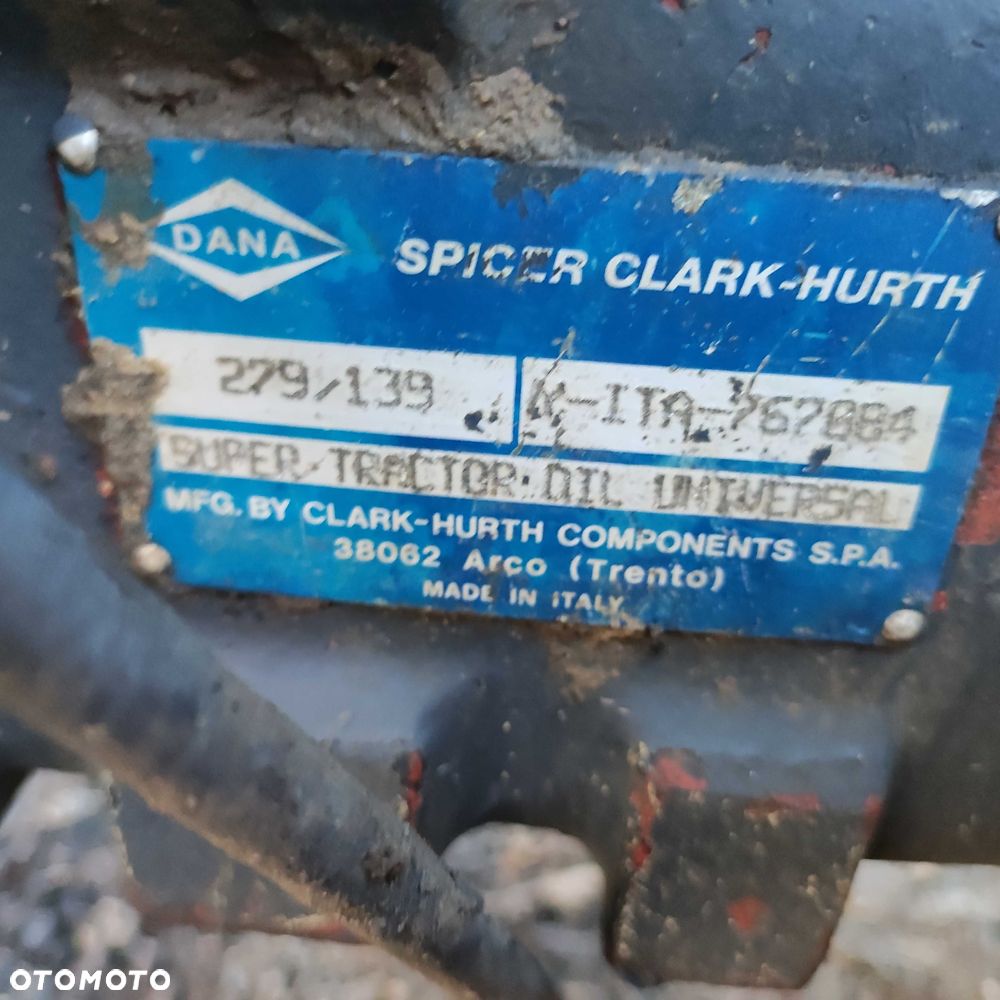 DANA
SPICER CLARK-HURTH
279/139
N-ITA-767884
SUPER TRACTOR OIL UNIVERSAL
MFG. BY CLARK-HURTH COMPONENTS S.P.A.
38062 Arco (Trento)
MADE IN ITALY
OTOMOTO